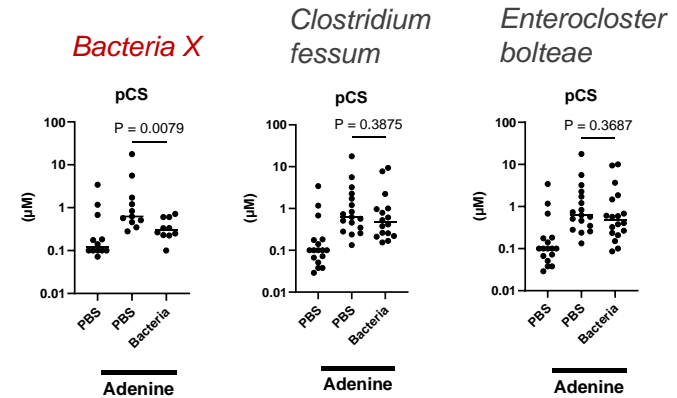 Bacteria X
pCS
P = 0.0079
100
10
1
0.1
0.01
(µM)
PBS
PBS
Bacteria
Adenine
Clostridium
fessum
pCS
P = 0.3875
100
10
1
0.1
0.01
(µM)
PBS
PBS
Bacteria
Adenine
Enterocloster
bolteae
pCS
P = 0.3687
100
10
1
0.1
0.01
(µM)
PBS
PBS
Bacteria
Adenine